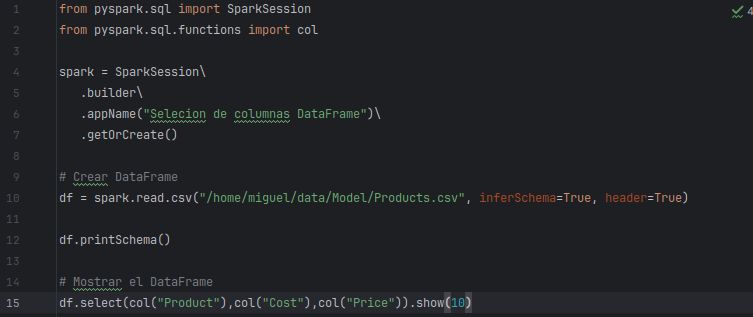 1 from pyspark.sql import SparkSession
2 from pyspark.sql.functions import col
3
4 spark = SparkSession\
5     .builder\
6     .appName("Selecion de columnas DataFrame")\
7     .getOrCreate()
8
9 # Crear DataFrame
10 df = spark.read.csv("/home/miguel/data/Model/Products.csv", inferSchema=True, header=True)
11
12 df.printSchema()
13
14 # Mostrar el DataFrame
15 df.select(col("Product"),col("Cost"),col("Price")).show(10)
4